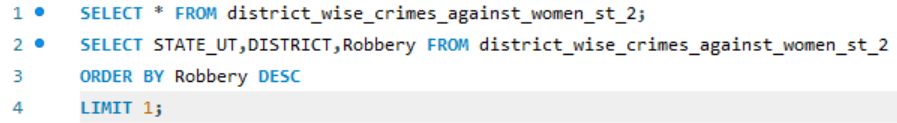 1 SELECT * FROM district_wise_crimes_against_women_st_2;
2 SELECT STATE_UT,DISTRICT,Robbery FROM district_wise_crimes_against_women_st_2
3 ORDER BY Robbery DESC
4 LIMIT 1;